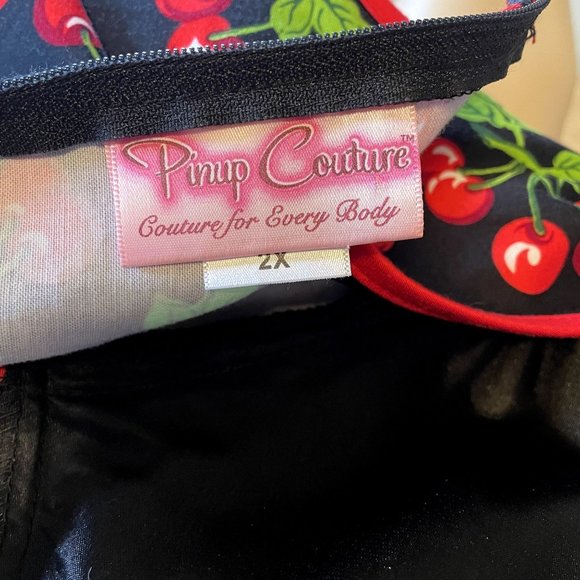 Pinup Couture™
Couture for Every Body
2X